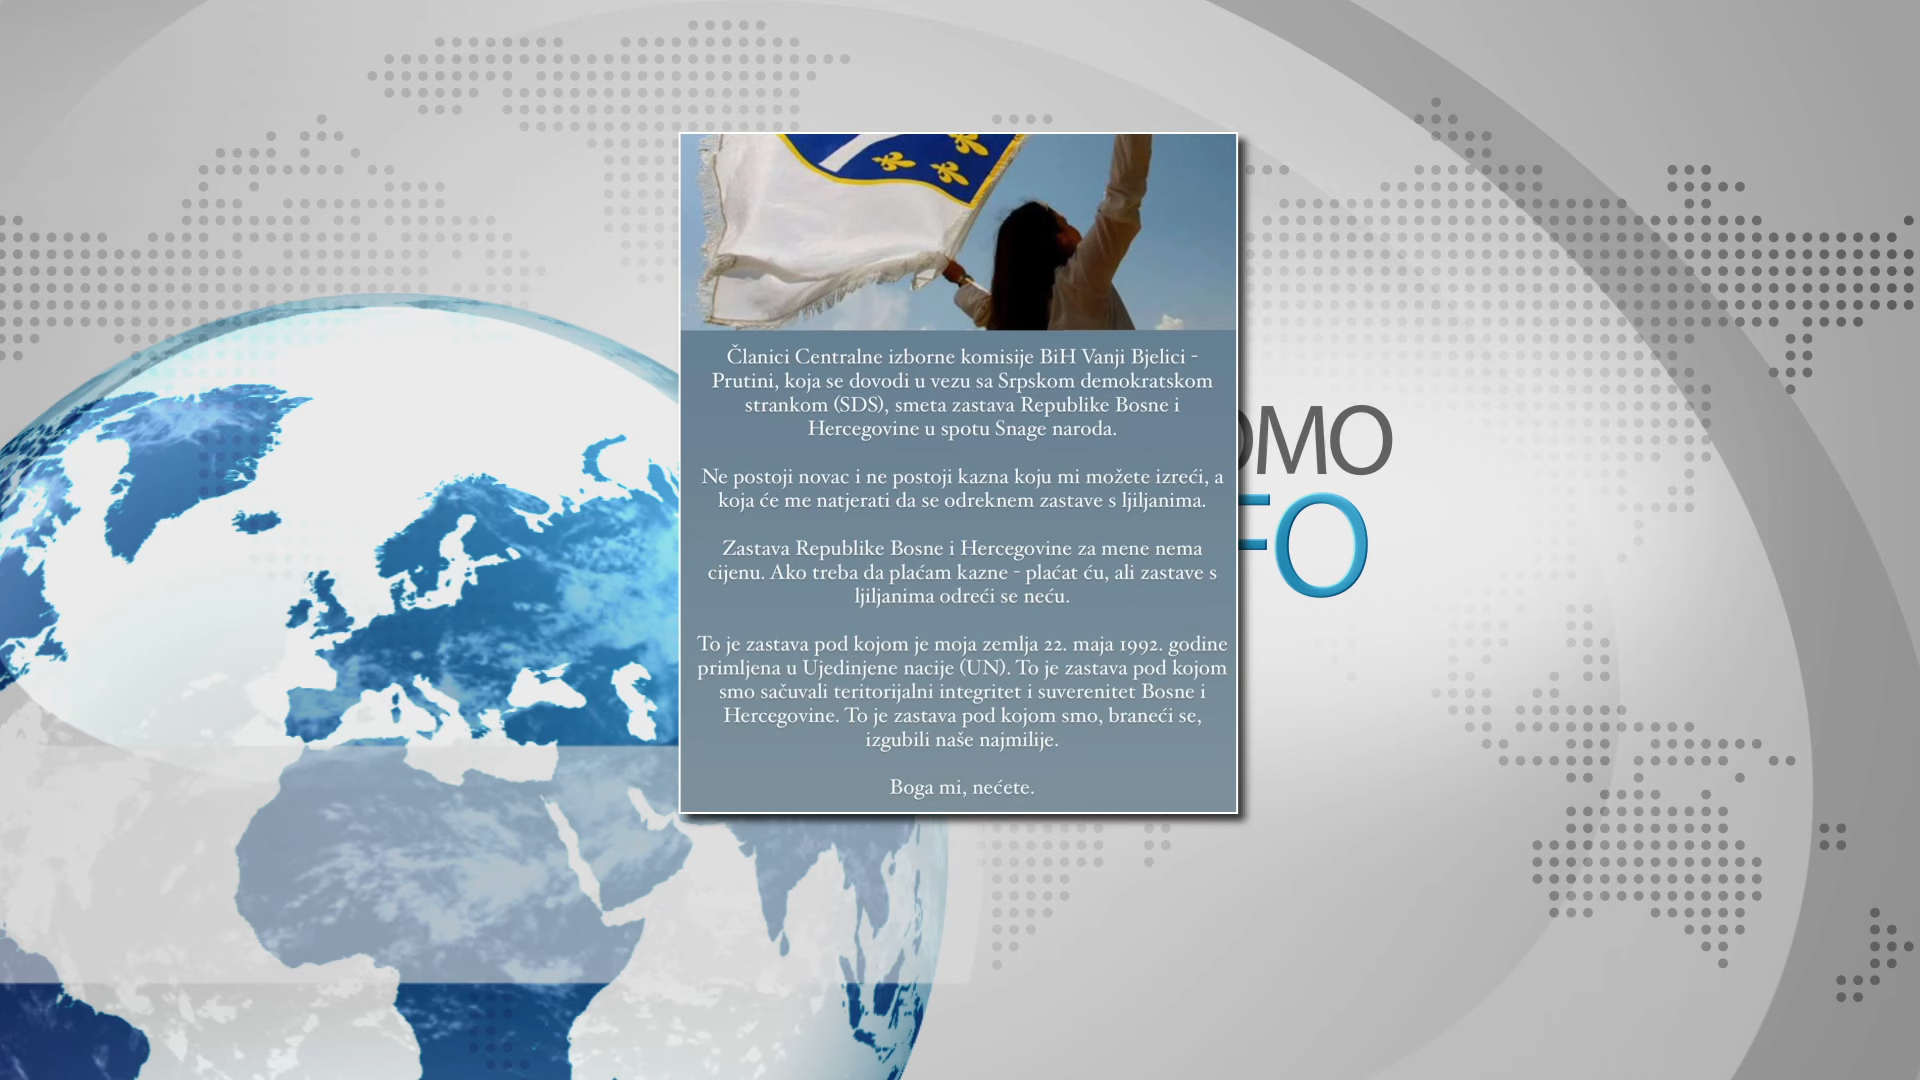 Članici Centralne izborne komisije BiH Vanji Bjelici -
Prutini, koja se dovodi u vezu sa Srpskom demokratskom
strankom (SDS), smeta zastava Republike Bosne i
Hercegovine u spotu Snage naroda.
Ne postoji novac i ne postoji kazna koju mi možete izreći, a
koja će me natjerati da se odreknem zastave s ljiljanima.
Zastava Republike Bosne i Hercegovine za mene nema
cijenu. Ako treba da plaćam kazne - plaćat ću, ali zastave s
ljiljanima odreći se neću.
To je zastava pod kojom je moja zemlja 22. maja 1992. godine
primljena u Ujedinjene nacije (UN). To je zastava pod kojom
smo sačuvali teritorijalni integritet i suverenitet Bosne i
Hercegovine. To je zastava pod kojom smo, braneći se,
izgubili naše najmilije.
Boga mi, nećete.